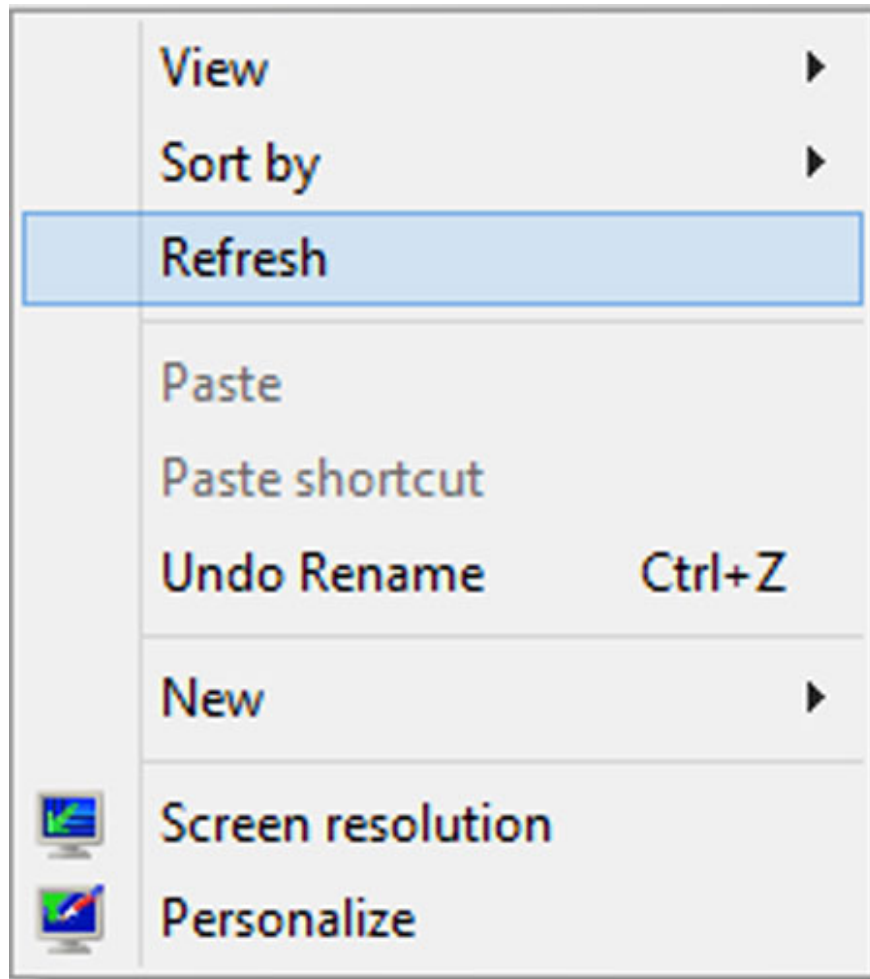 View
Sort by
Refresh
Paste
Paste shortcut
Undo Rename Ctrl+Z
New
Screen resolution
Personalize